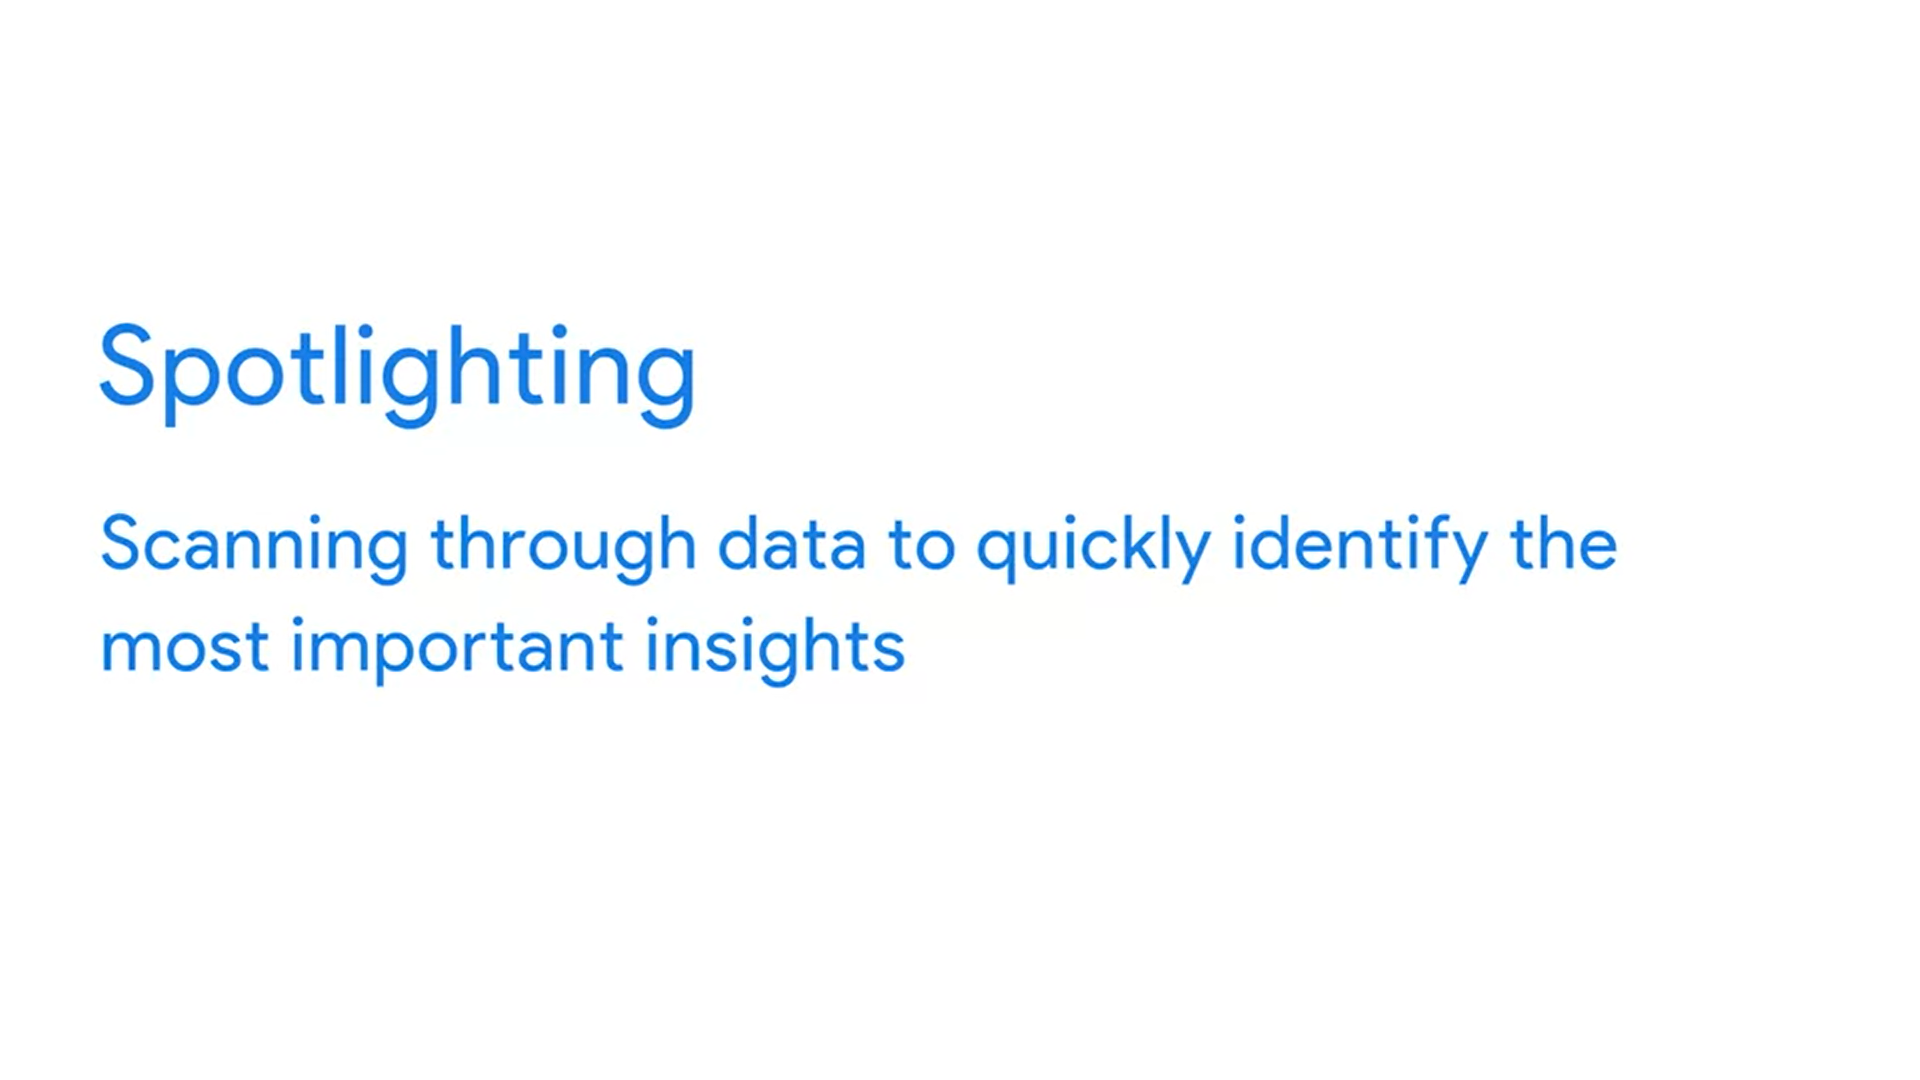 Spotlighting
Scanning through data to quickly identify the
most important insights